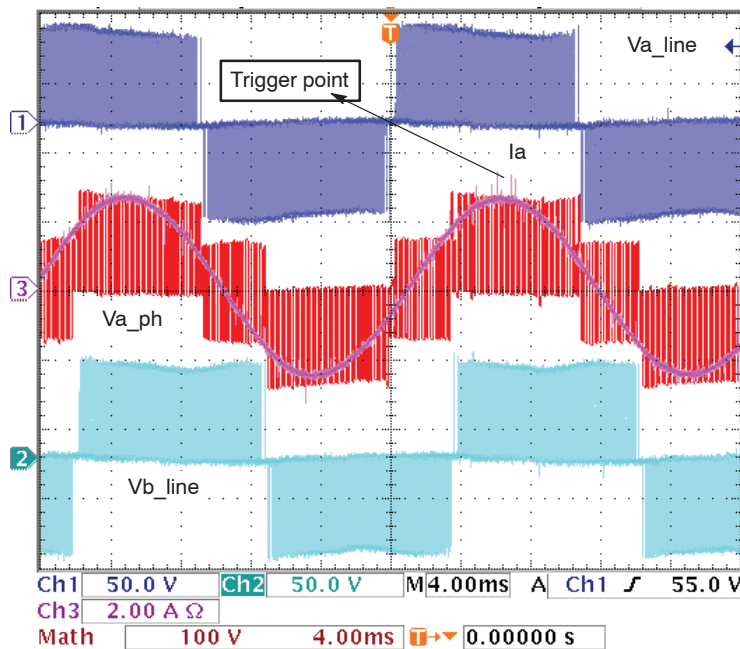 T
Va_line
Trigger point
1
Ia
3
Va_ph
2
Vb_line
Ch1 50.0 V Ch2 50.0 V M 4.00ms A Ch1 55.0 V
Ch3 2.00 A Ω
Math 100 V 4.00ms T 0.00000 s